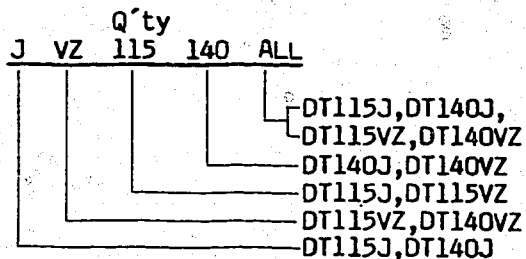 Q´ty
J VZ 115 140 ALL
DT115J,DT140J,
DT115VZ,DT140VZ
DT140J,DT140VZ
DT115J,DT115VZ
DT115VZ,DT140VZ
DT115J,DT140J